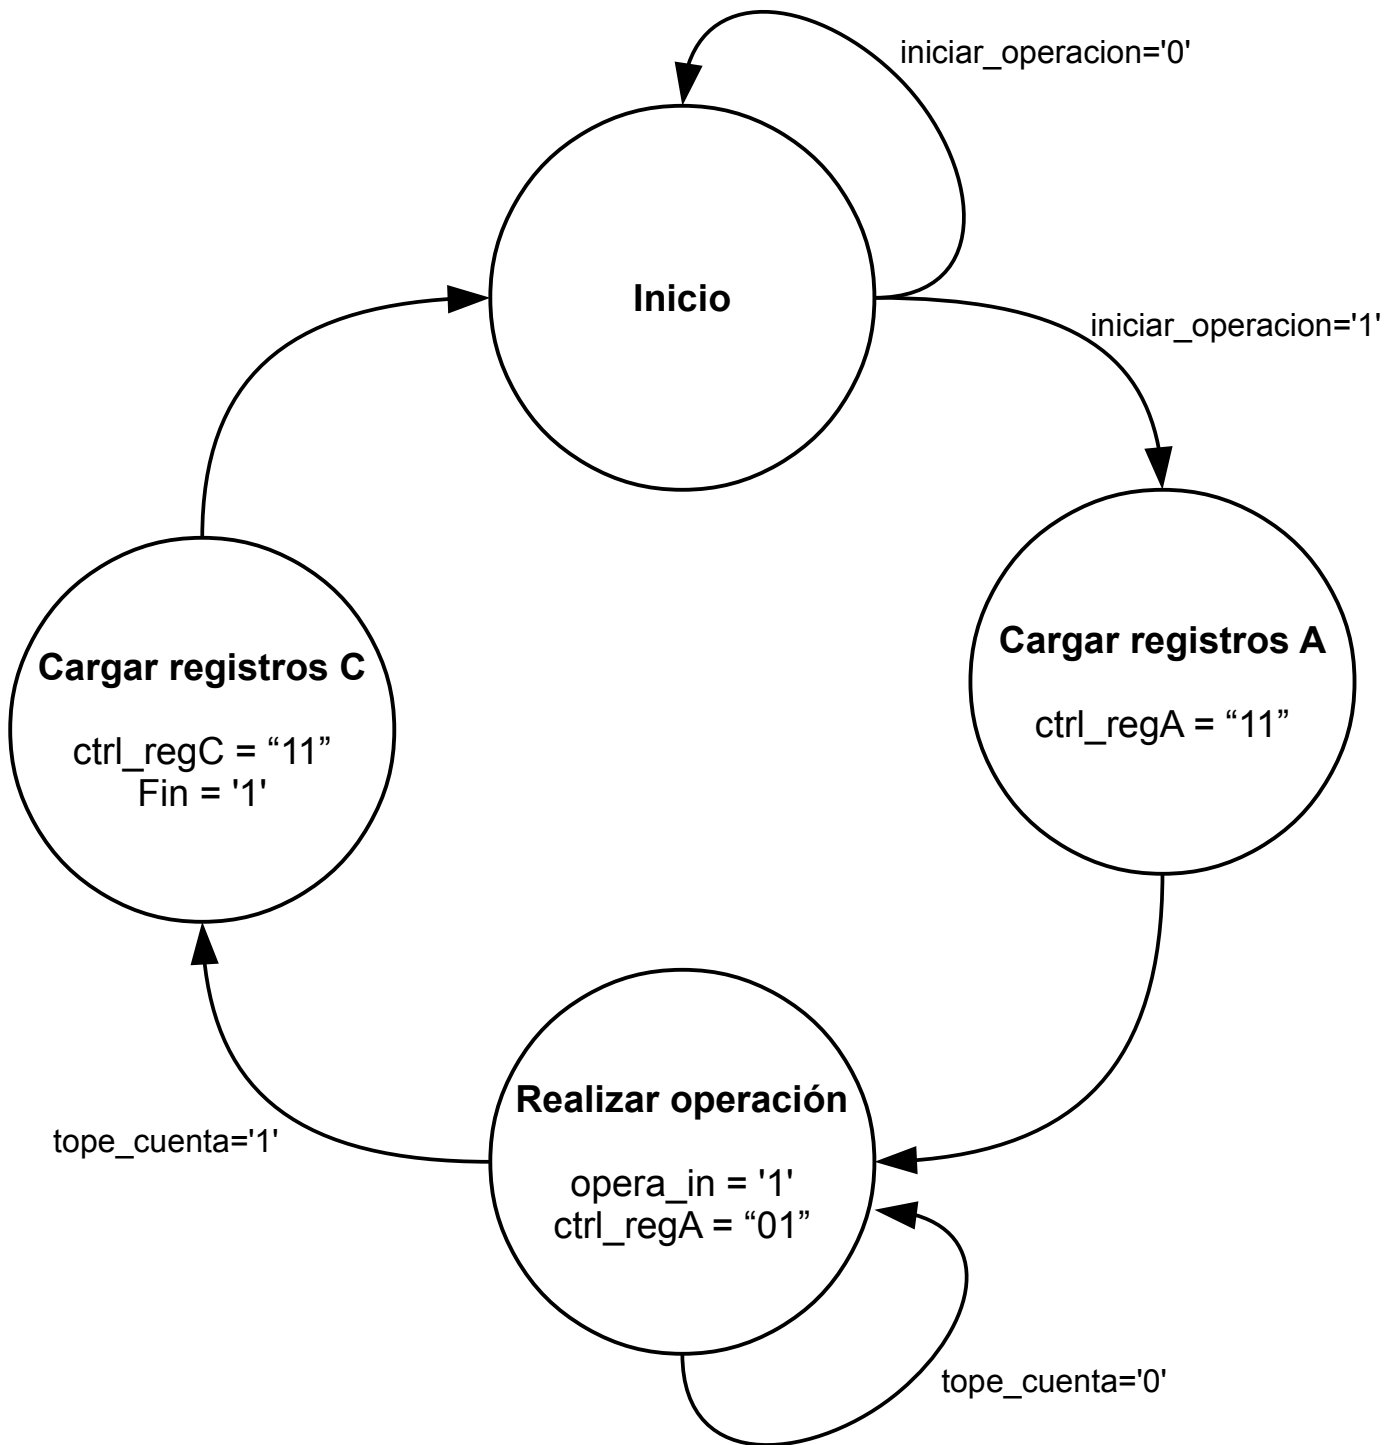 iniciar_operacion='0'
Inicio
iniciar_operacion='1'
Cargar registros A
ctrl_regA = “11”
Cargar registros C
ctrl_regC = “11”
Fin = '1'
Realizar operación
opera_in = '1'
ctrl_regA = “01”
tope_cuenta='1'
tope_cuenta='0'